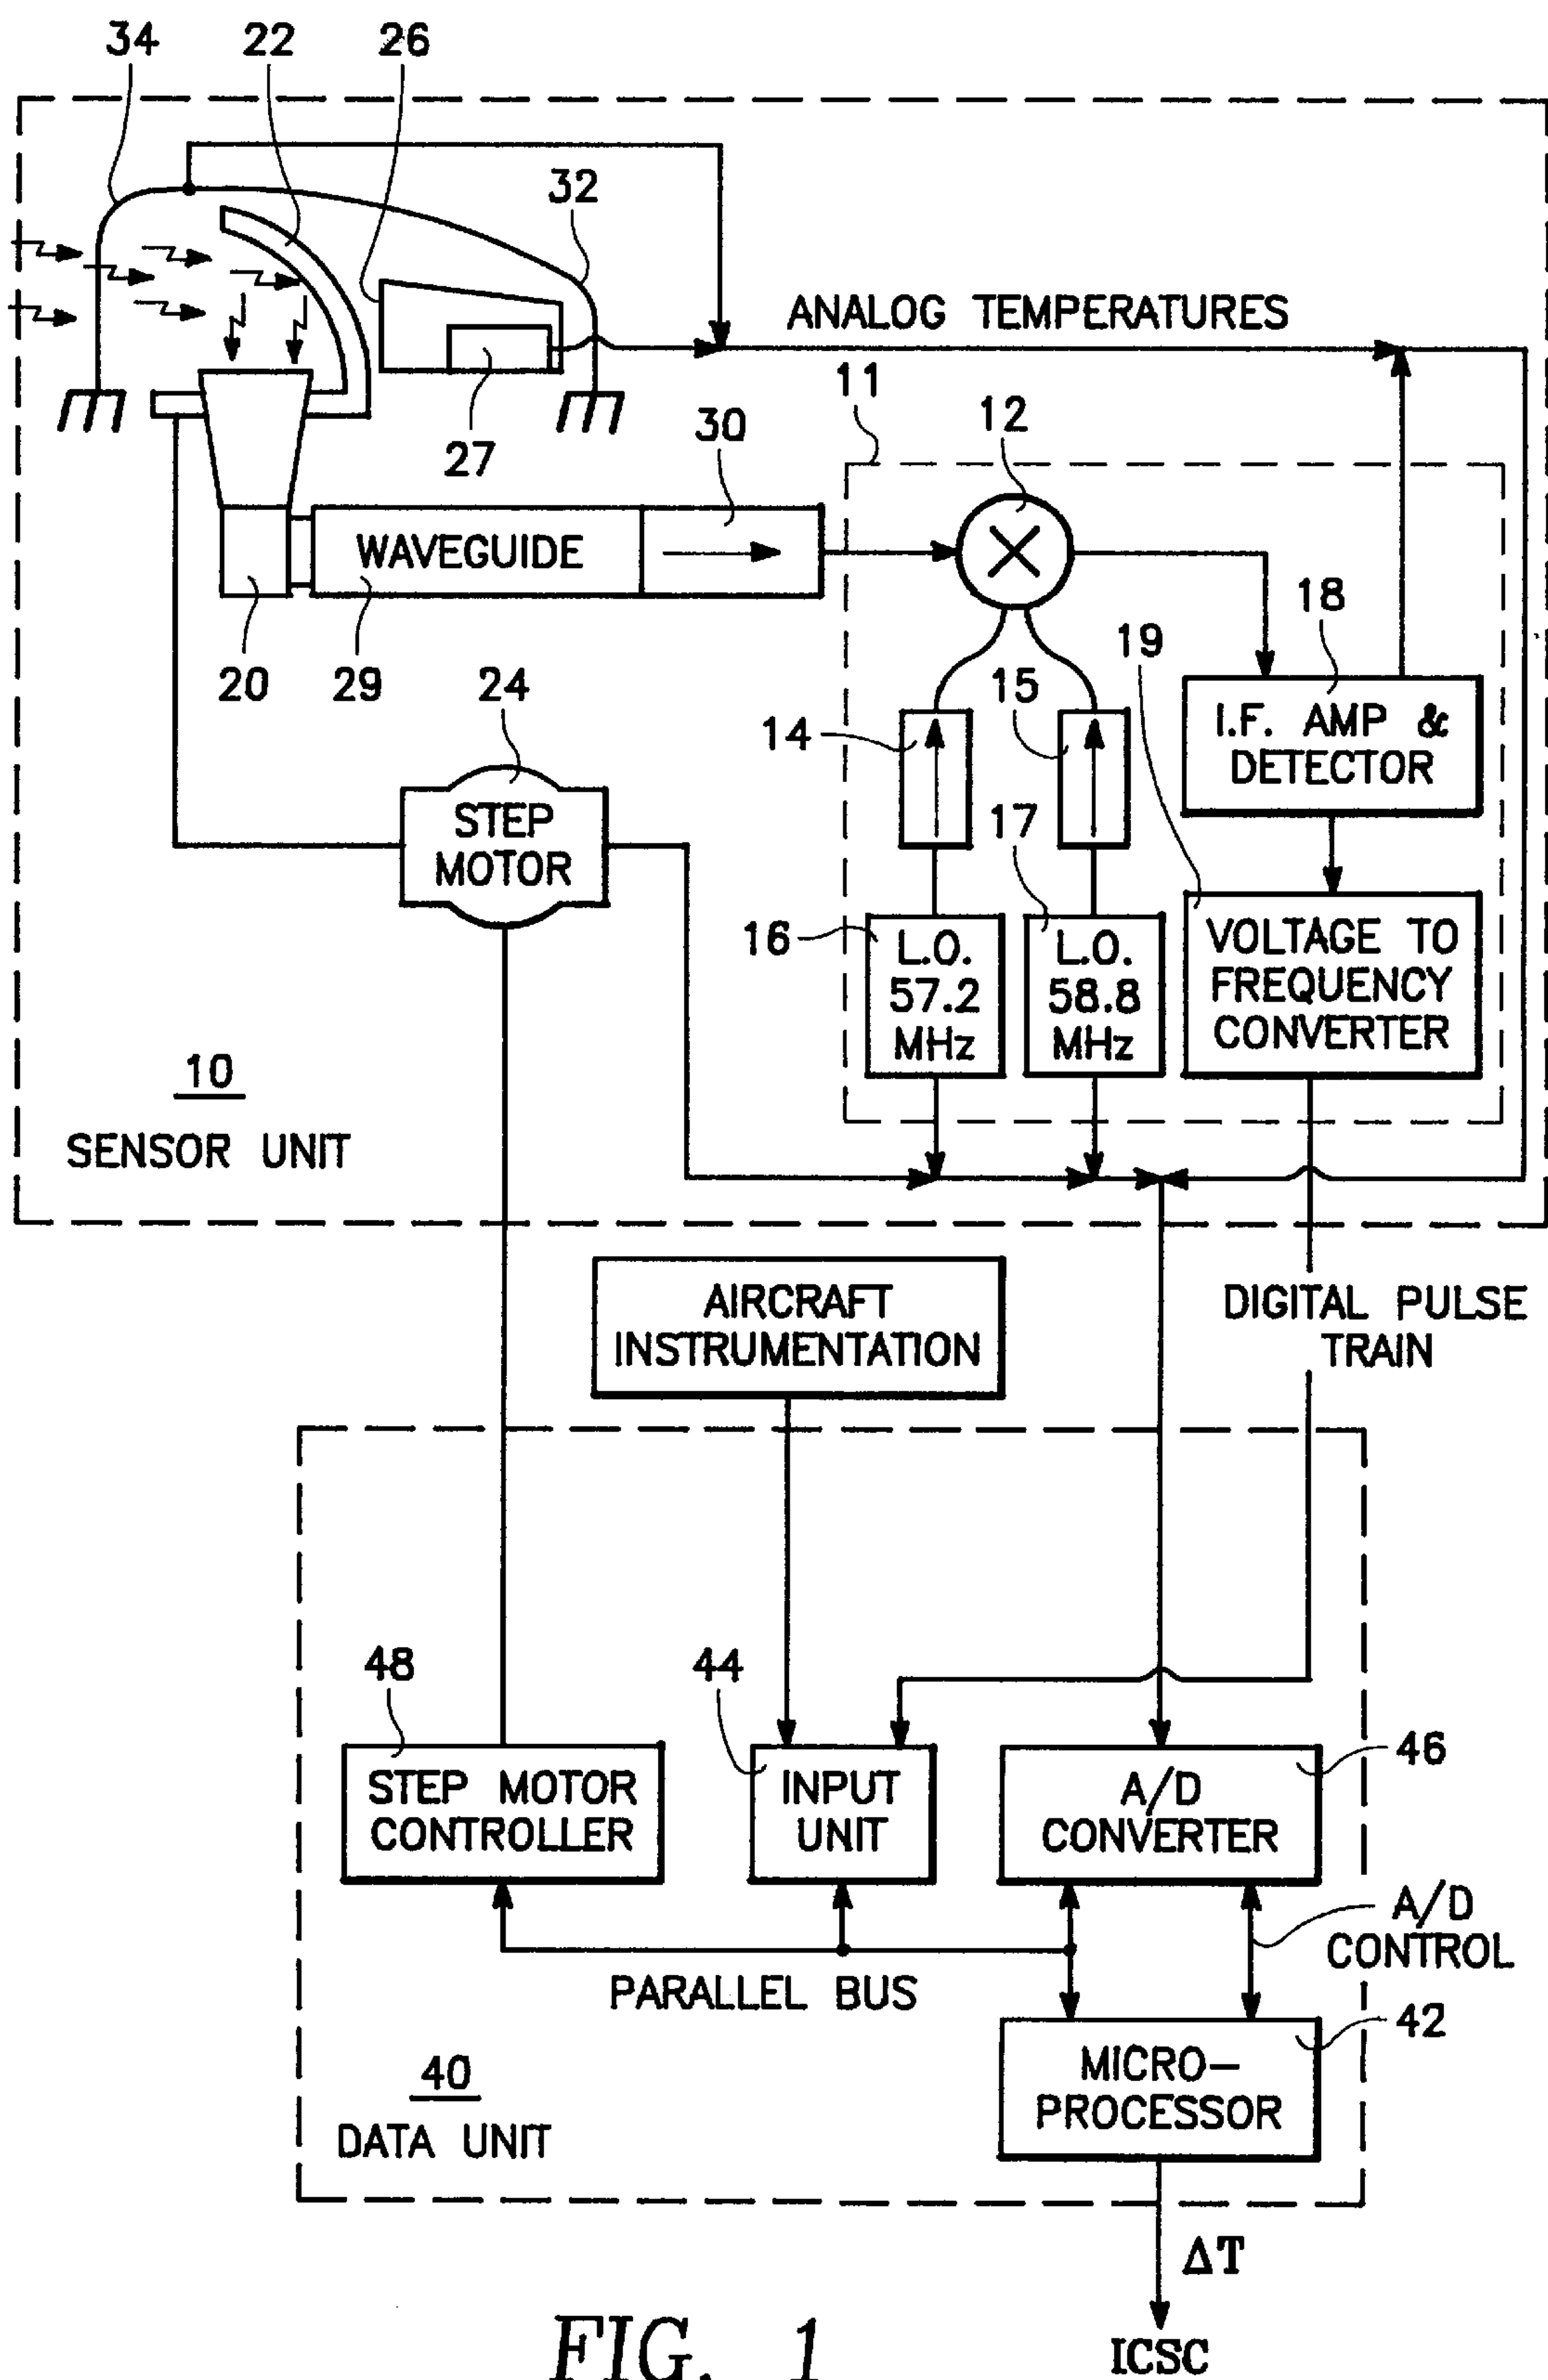 34 22 26
32
ANALOG TEMPERATURES
11
12
30
27
WAVEGUIDE
18
19
20 29 24 15
14
I.F. AMP &
DETECTOR
STEP
MOTOR
17
16
L.O.
57.2
MHz
L.O.
58.8
MHz
VOLTAGE TO
FREQUENCY
CONVERTER
10
SENSOR UNIT
AIRCRAFT
INSTRUMENTATION
DIGITAL PULSE
TRAIN
48 44
46
STEP MOTOR
CONTROLLER
INPUT
UNIT
A/D
CONVERTER
A/D
CONTROL
PARALLEL BUS
42
MICRO-
PROCESSOR
40
DATA UNIT
ΔT
ICSC
FIG. 1